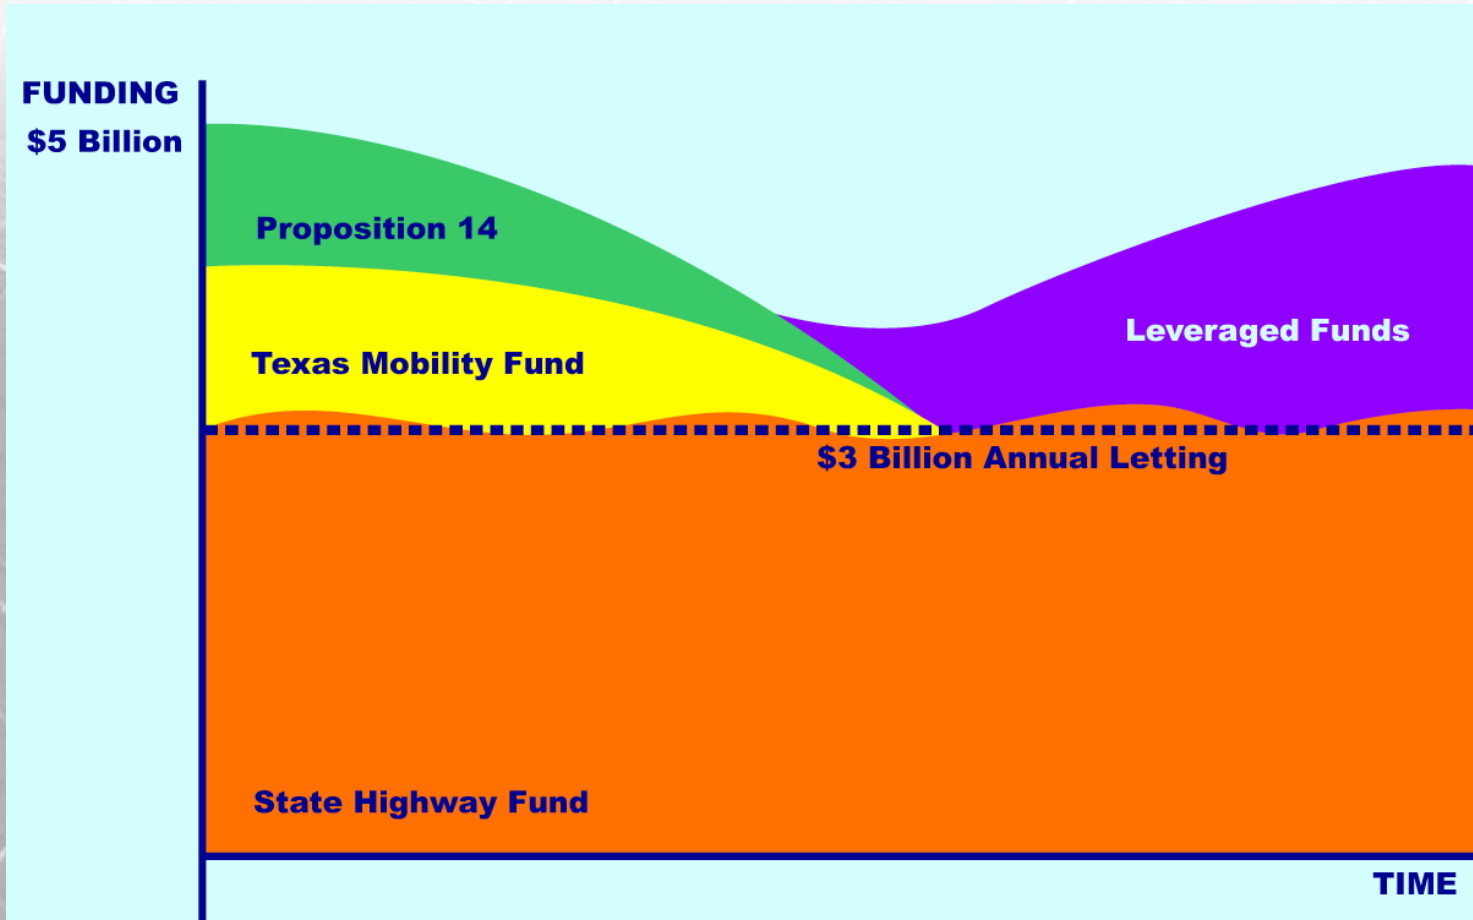 FUNDING
$5 Billion
Proposition 14
Leveraged Funds
Texas Mobility Fund
$3 Billion Annual Letting
State Highway Fund
TIME